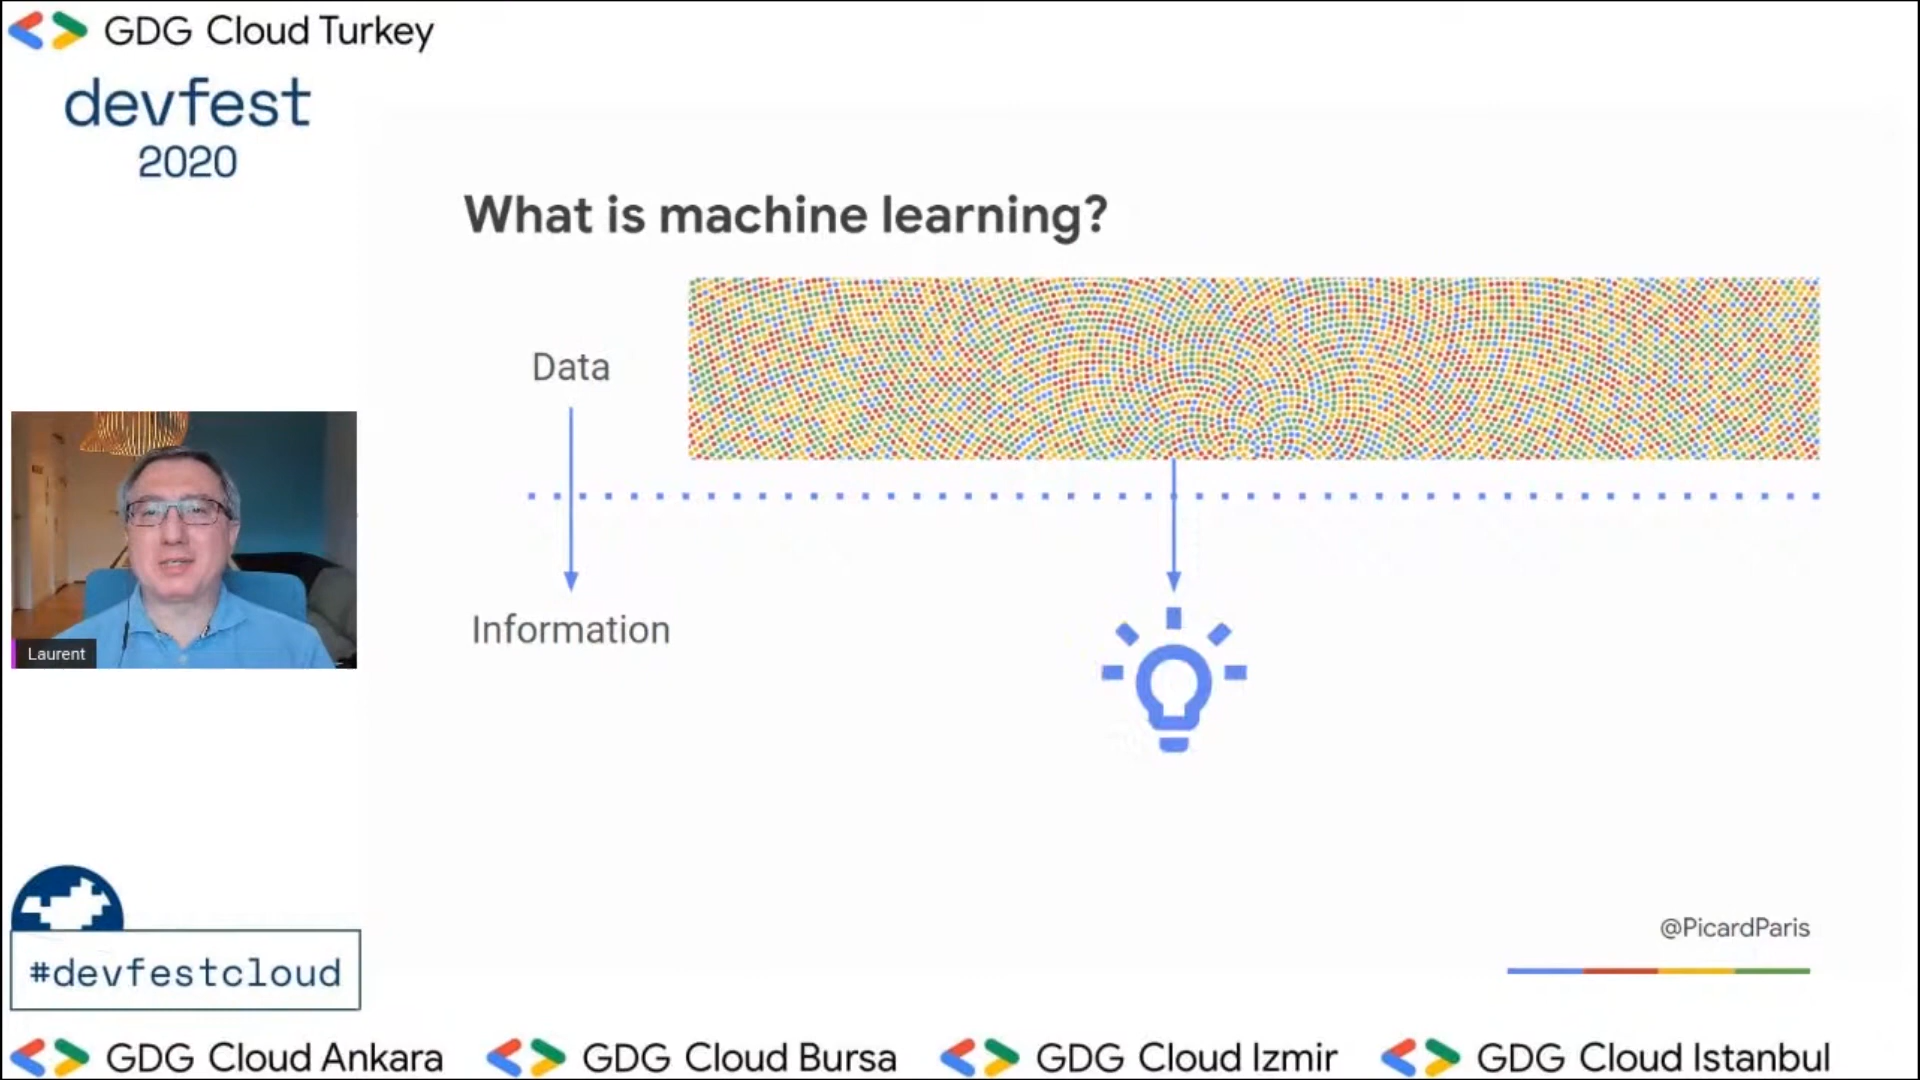 GDG Cloud Turkey
devfest
2020
What is machine learning?
Data
Information
Laurent
@PicardParis
#devfestcloud
GDG Cloud Ankara
GDG Cloud Bursa
GDG Cloud Izmir
GDG Cloud Istanbul